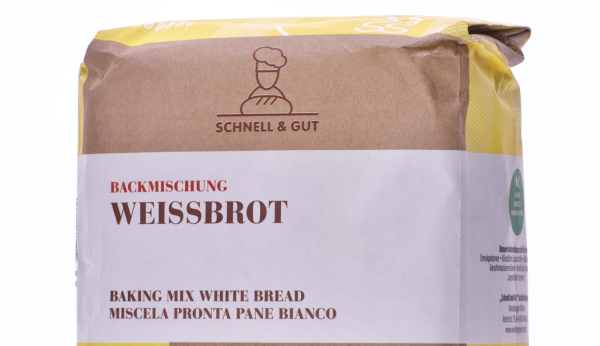 SCHNELL & GUT
BACKMISCHUNG
WEISSBROT
BAKING MIX WHITE BREAD
MISCELA PRONTA PANE BIANCO